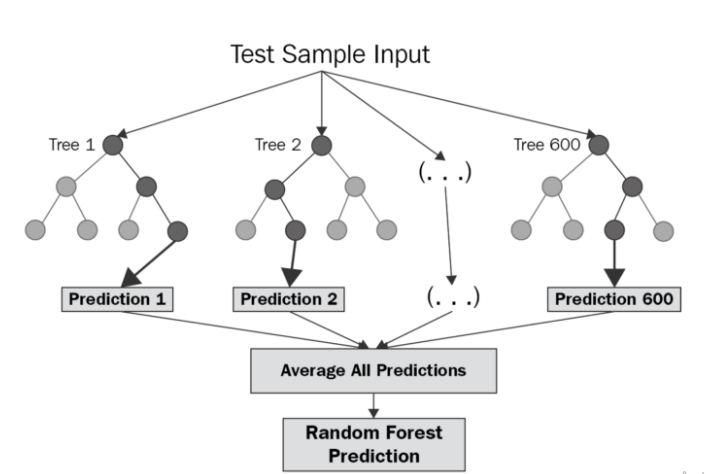 Test Sample Input
Tree 1
Tree 2
Tree 600
(. . .)
Prediction 1
Prediction 2
(. . .)
Prediction 600
Average All Predictions
Random Forest
Prediction